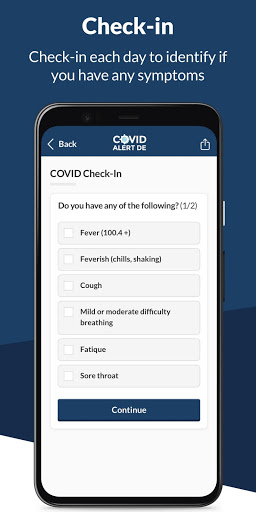 Check-in
Check-in each day to identify if
you have any symptoms
Back
COVID
ALERT DE
COVID Check-In
Do you have any of the following? (1/2)
Fever (100.4 +)
Feverish (chills, shaking)
Cough
Mild or moderate difficulty
breathing
Fatique
Sore throat
Continue